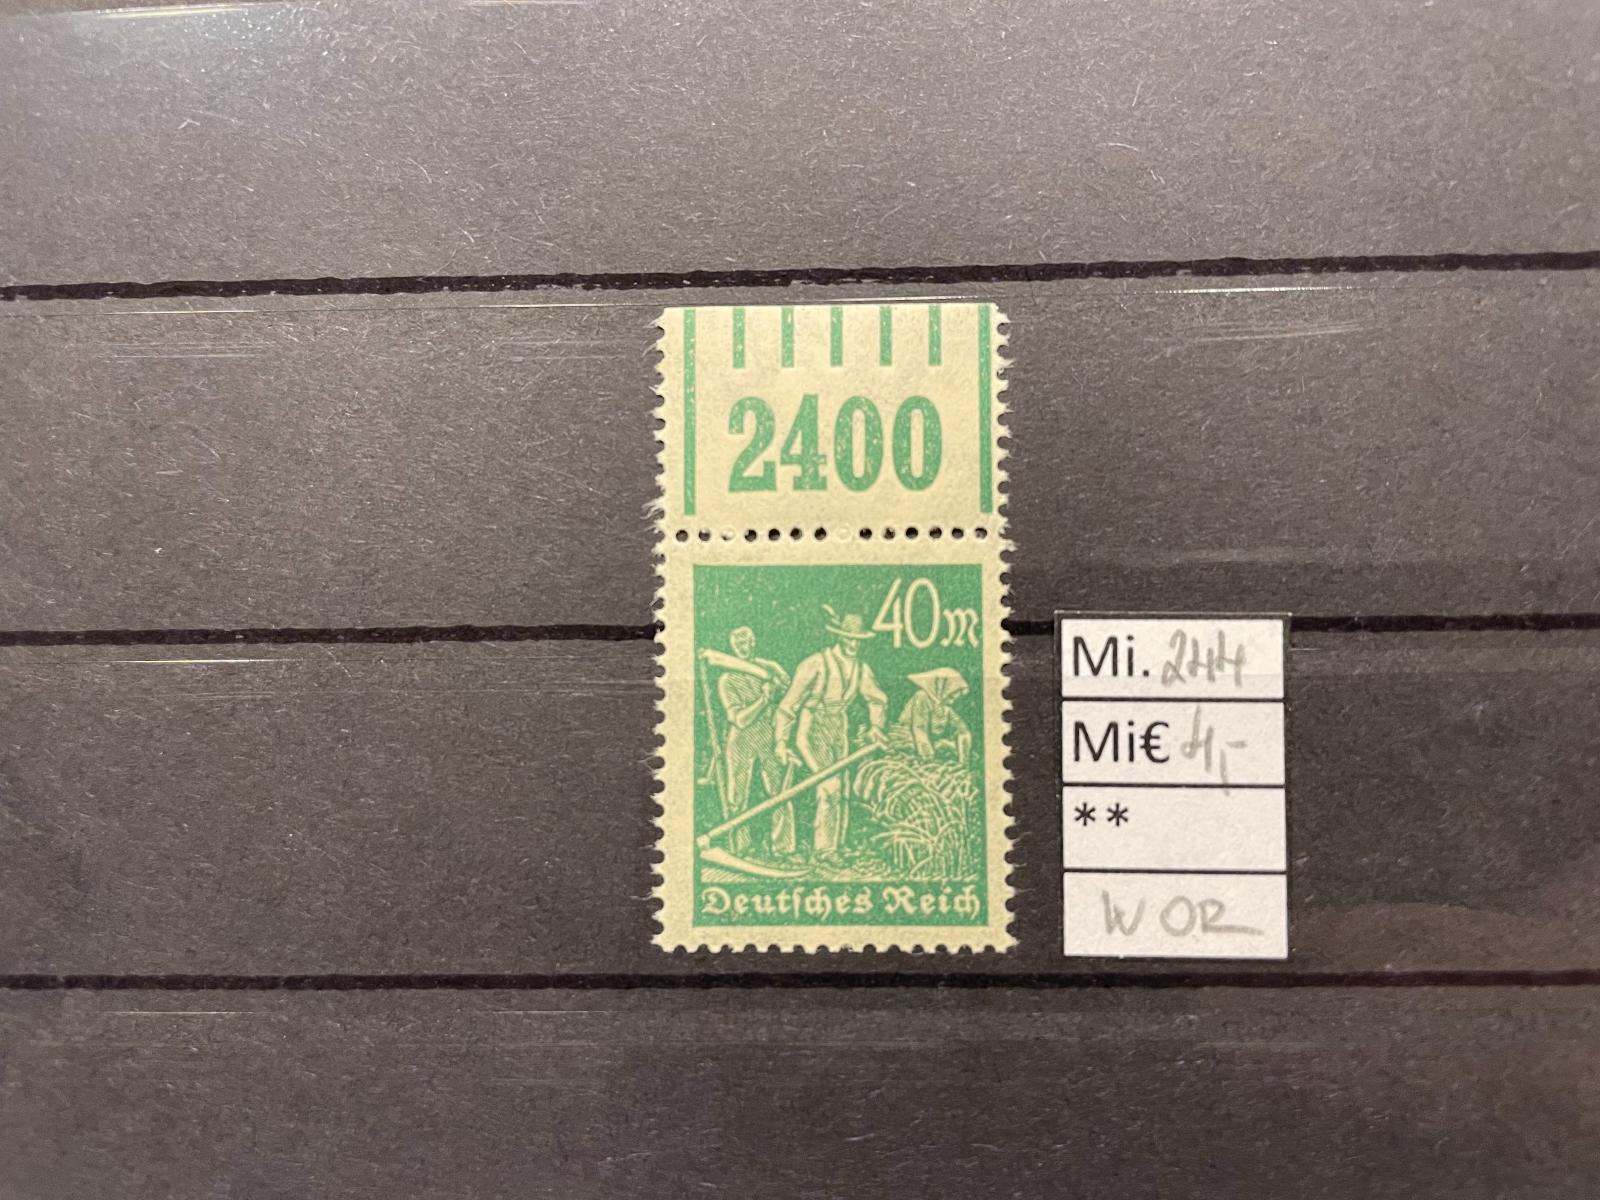 2400
40m
Deutsches Reich
Mi. 244
Mi€ 4,-
**
W OR